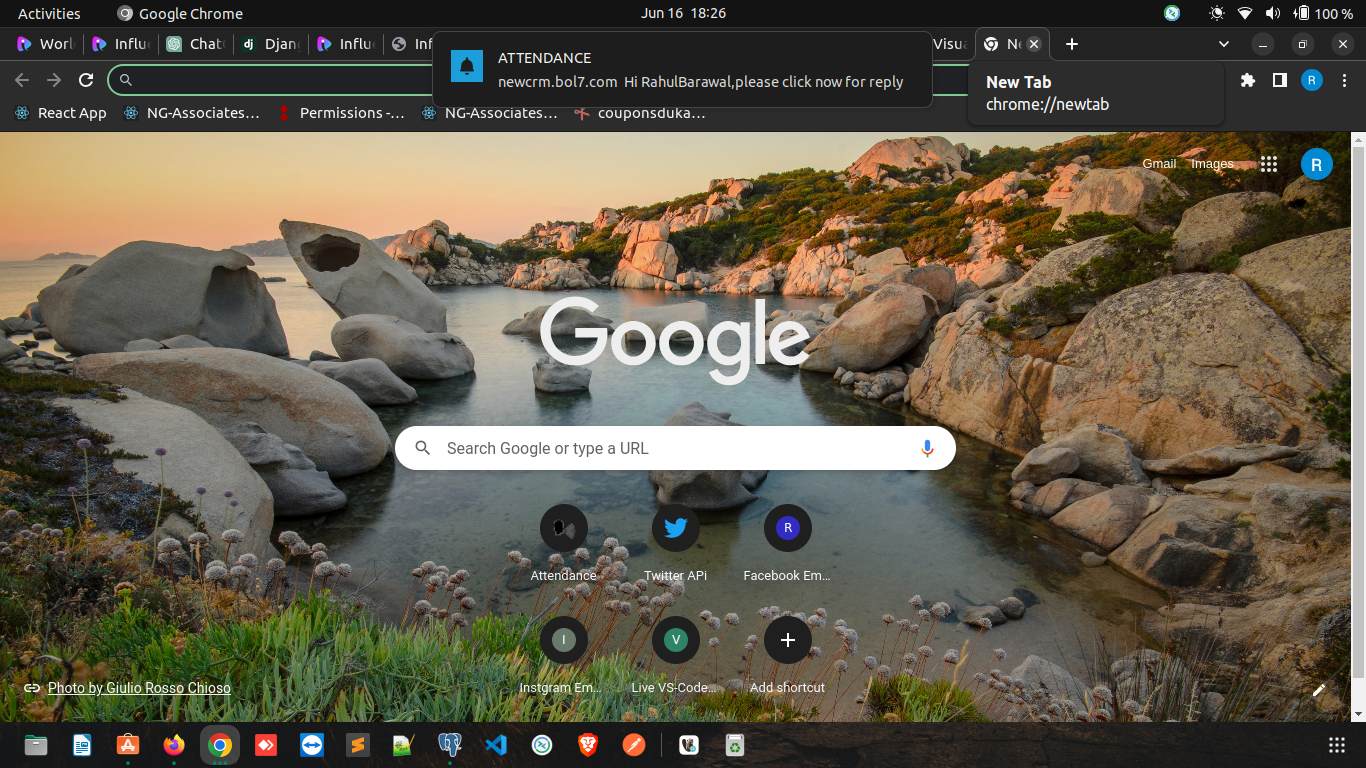 Activities
Google Chrome
Jun 16 18:26
100 %
Worl
Influe
Chat
Djan
Influe
Inf
Visua
Ne
ATTENDANCE
newcrm.bol7.com Hi RahulBarawal,please click now for reply
New Tab
chrome://newtab
R
React App
NG-Associates…
Permissions -…
NG-Associates…
couponsduka…
Gmail
Images
R
Google
Search Google or type a URL
R
Attendance
Twitter APi
Facebook Em…
I
V
Instgram Em…
Live VS-Code…
Add shortcut
Photo by Giulio Rosso Chioso